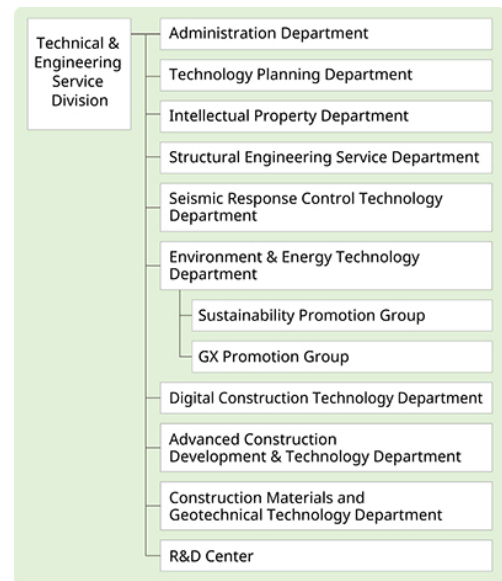 Technical &
Engineering
Service
Division
Administration Department
Technology Planning Department
Intellectual Property Department
Structural Engineering Service Department
Seismic Response Control Technology
Department
Environment & Energy Technology
Department
Sustainability Promotion Group
GX Promotion Group
Digital Construction Technology Department
Advanced Construction
Development & Technology Department
Construction Materials and
Geotechnical Technology Department
R&D Center